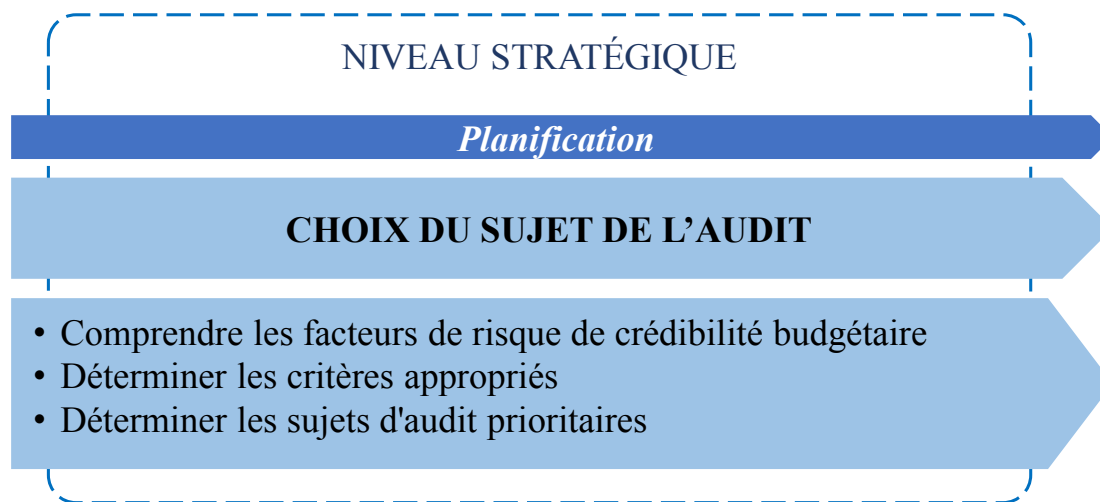 NIVEAU STRATÉGIQUE
Planification
CHOIX DU SUJET DE L’AUDIT
• Comprendre les facteurs de risque de crédibilité budgétaire
• Déterminer les critères appropriés
• Déterminer les sujets d'audit prioritaires